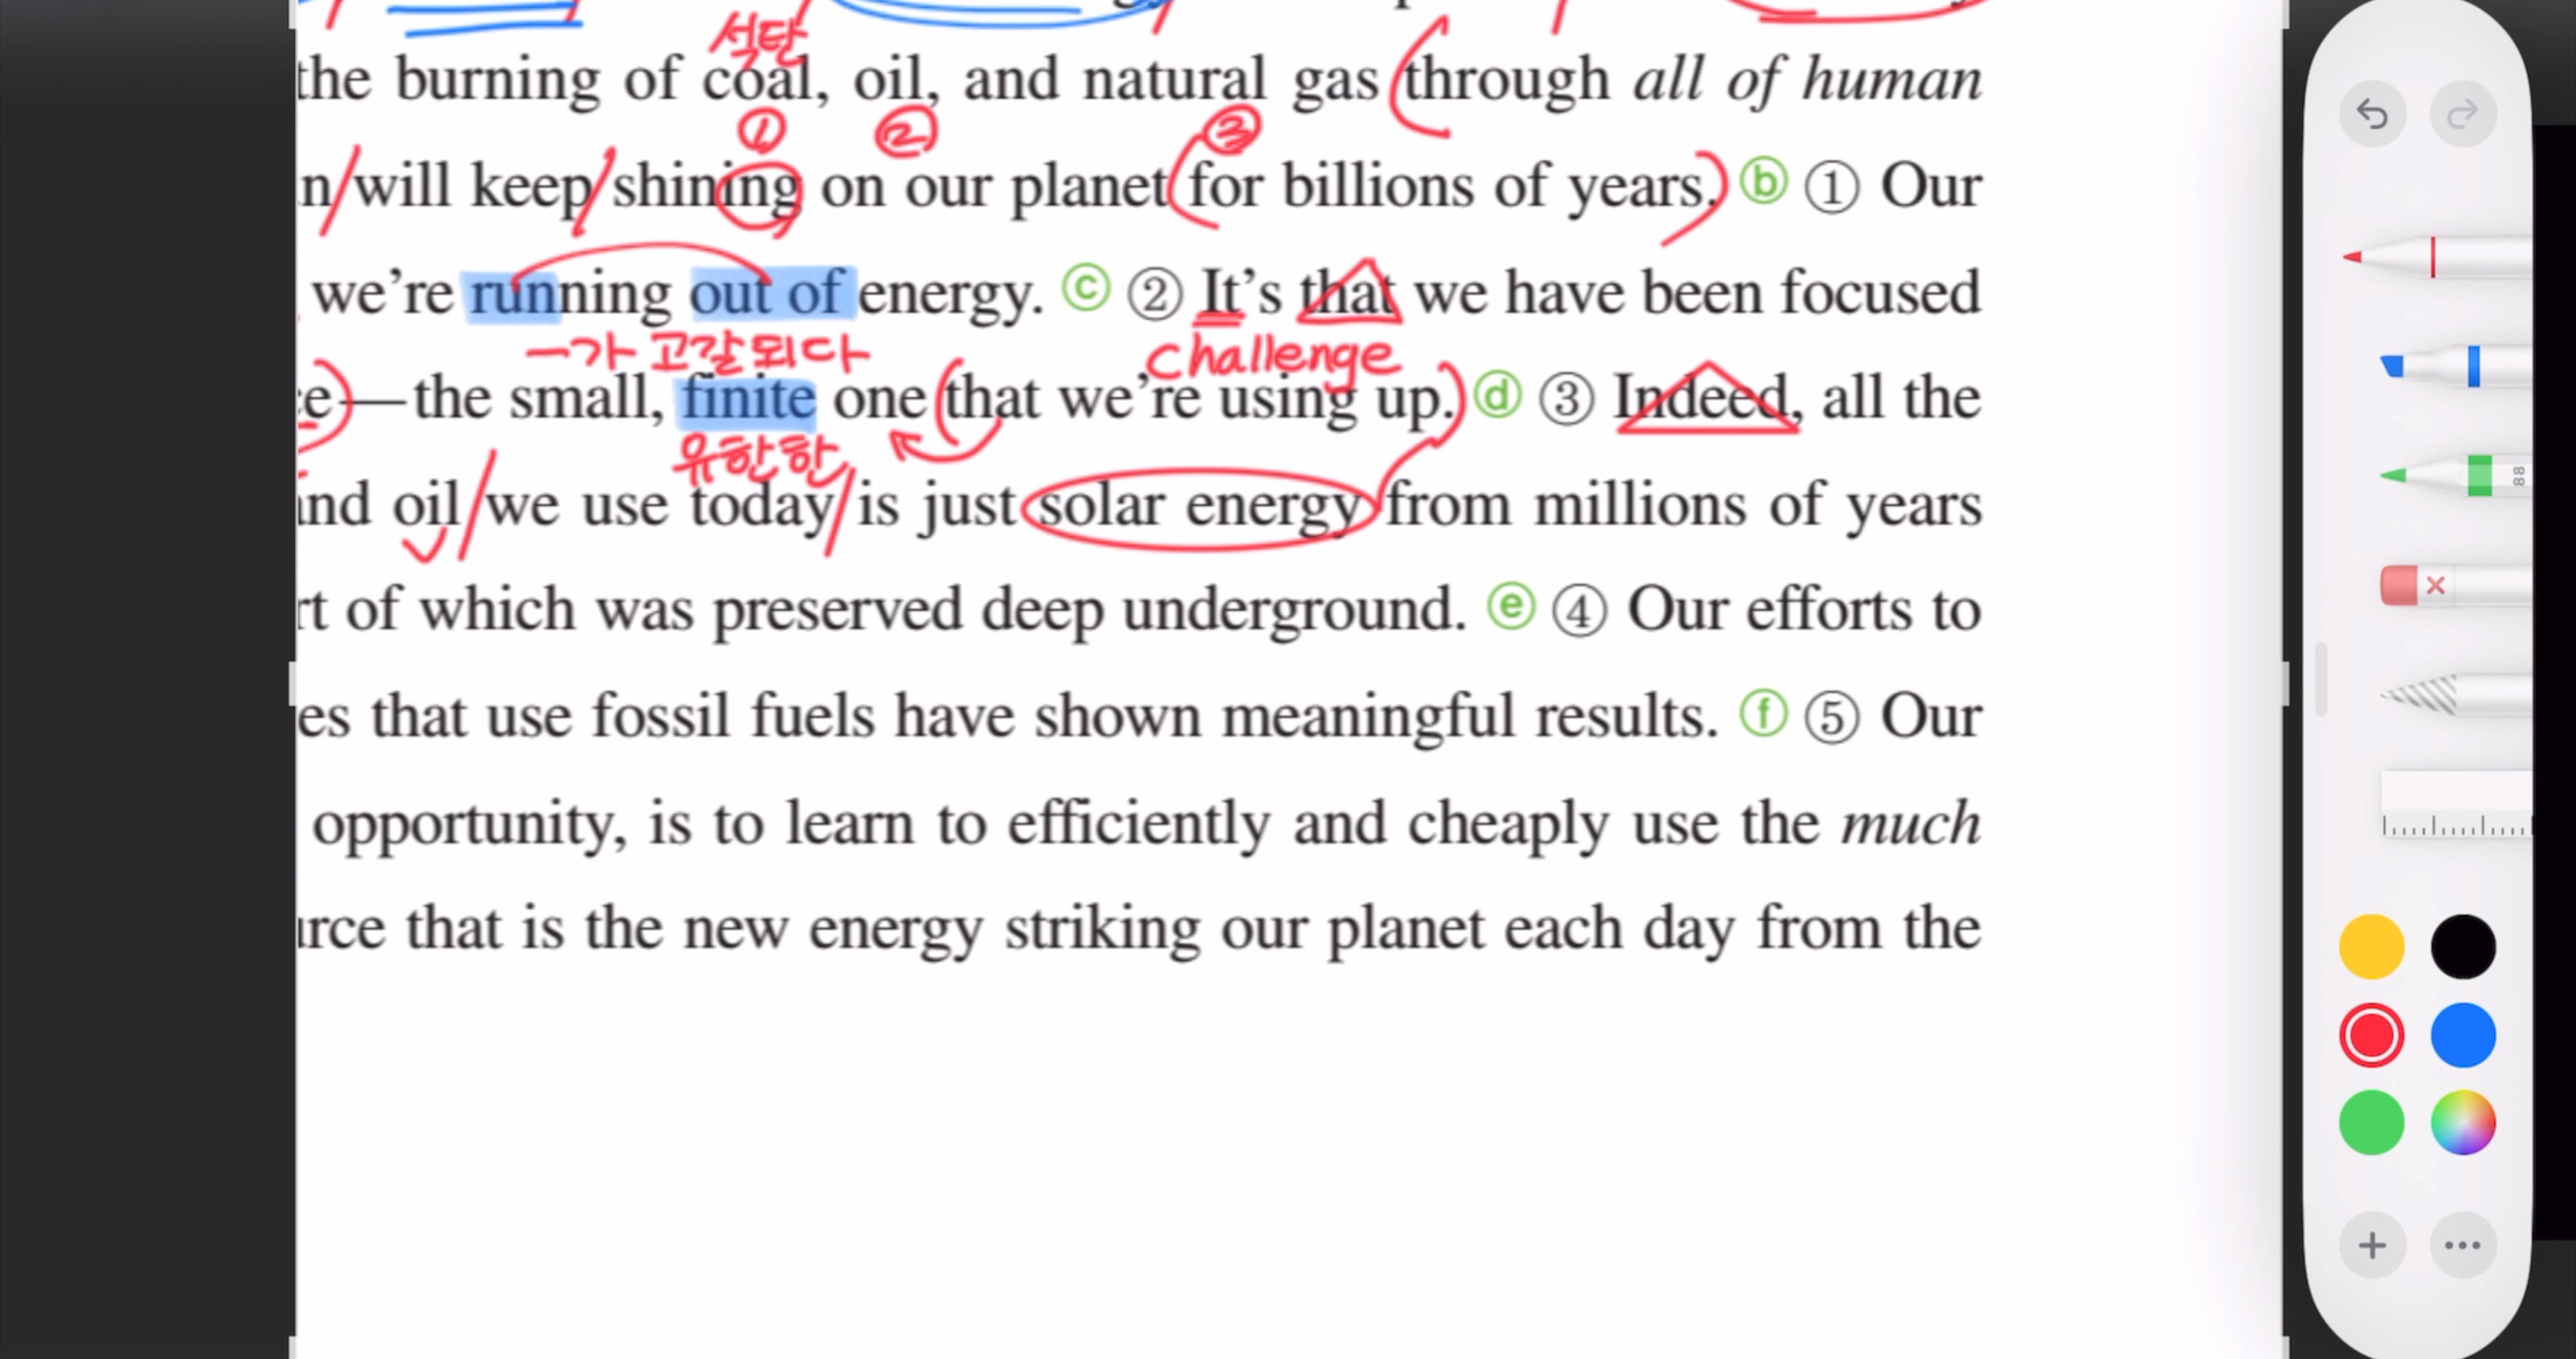 석탄
the burning of coal, oil, and natural gas through all of human
① ② ③
will keep shining on our planet for billions of years. ⓑ ① Our
we're running out of energy. ⓒ ② It's that we have been focused
-가 고갈되다 challenge
—the small, finite one that we're using up. ⓓ ③ Indeed, all the
유한한
oil we use today is just solar energy from millions of years
of which was preserved deep underground. ⓔ ④ Our efforts to
that use fossil fuels have shown meaningful results. ⓕ ⑤ Our
opportunity, is to learn to efficiently and cheaply use the much
that is the new energy striking our planet each day from the
88